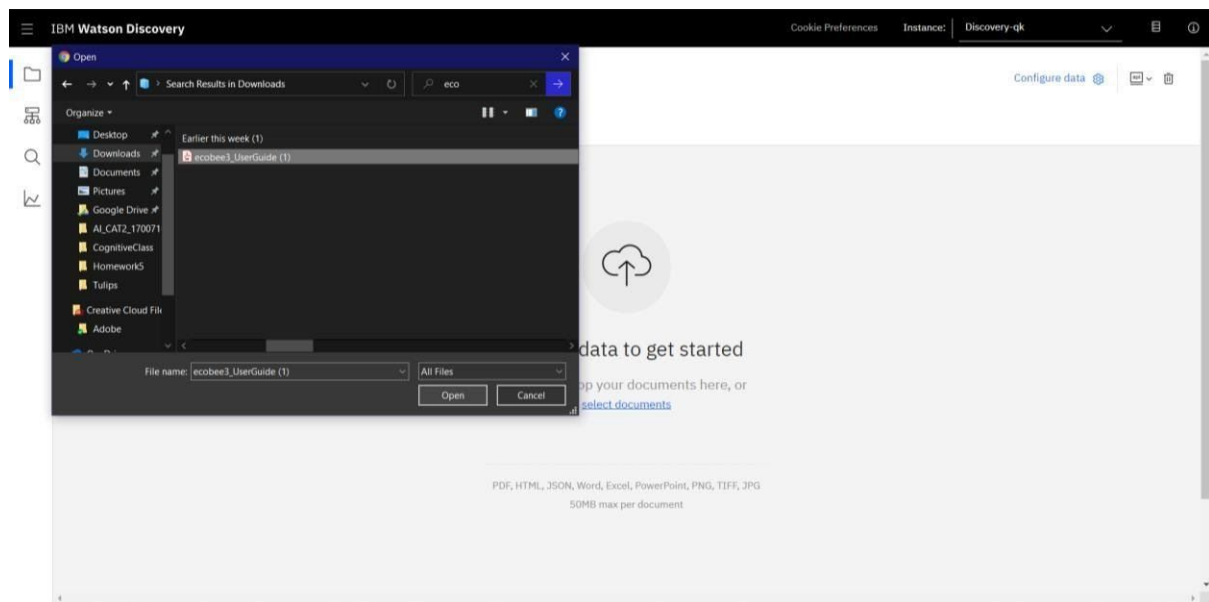 IBM Watson Discovery
Cookie Preferences
Instance:
Discovery-qk
Open
Search Results in Downloads
eco
Configure data
Organize
Desktop
Downloads
Documents
Pictures
Google Drive
AI_CAT2_170071
CognitiveClass
Homework5
Tulips
Creative Cloud File
Adobe
Earlier this week (1)
ecobee3_UserGuide (1)
File name: ecobee3_UserGuide (1)
All Files
Open
Cancel
data to get started
op your documents here, or
select documents
PDF, HTML, JSON, Word, Excel, PowerPoint, PNG, TIFF, JPG
50MB max per document